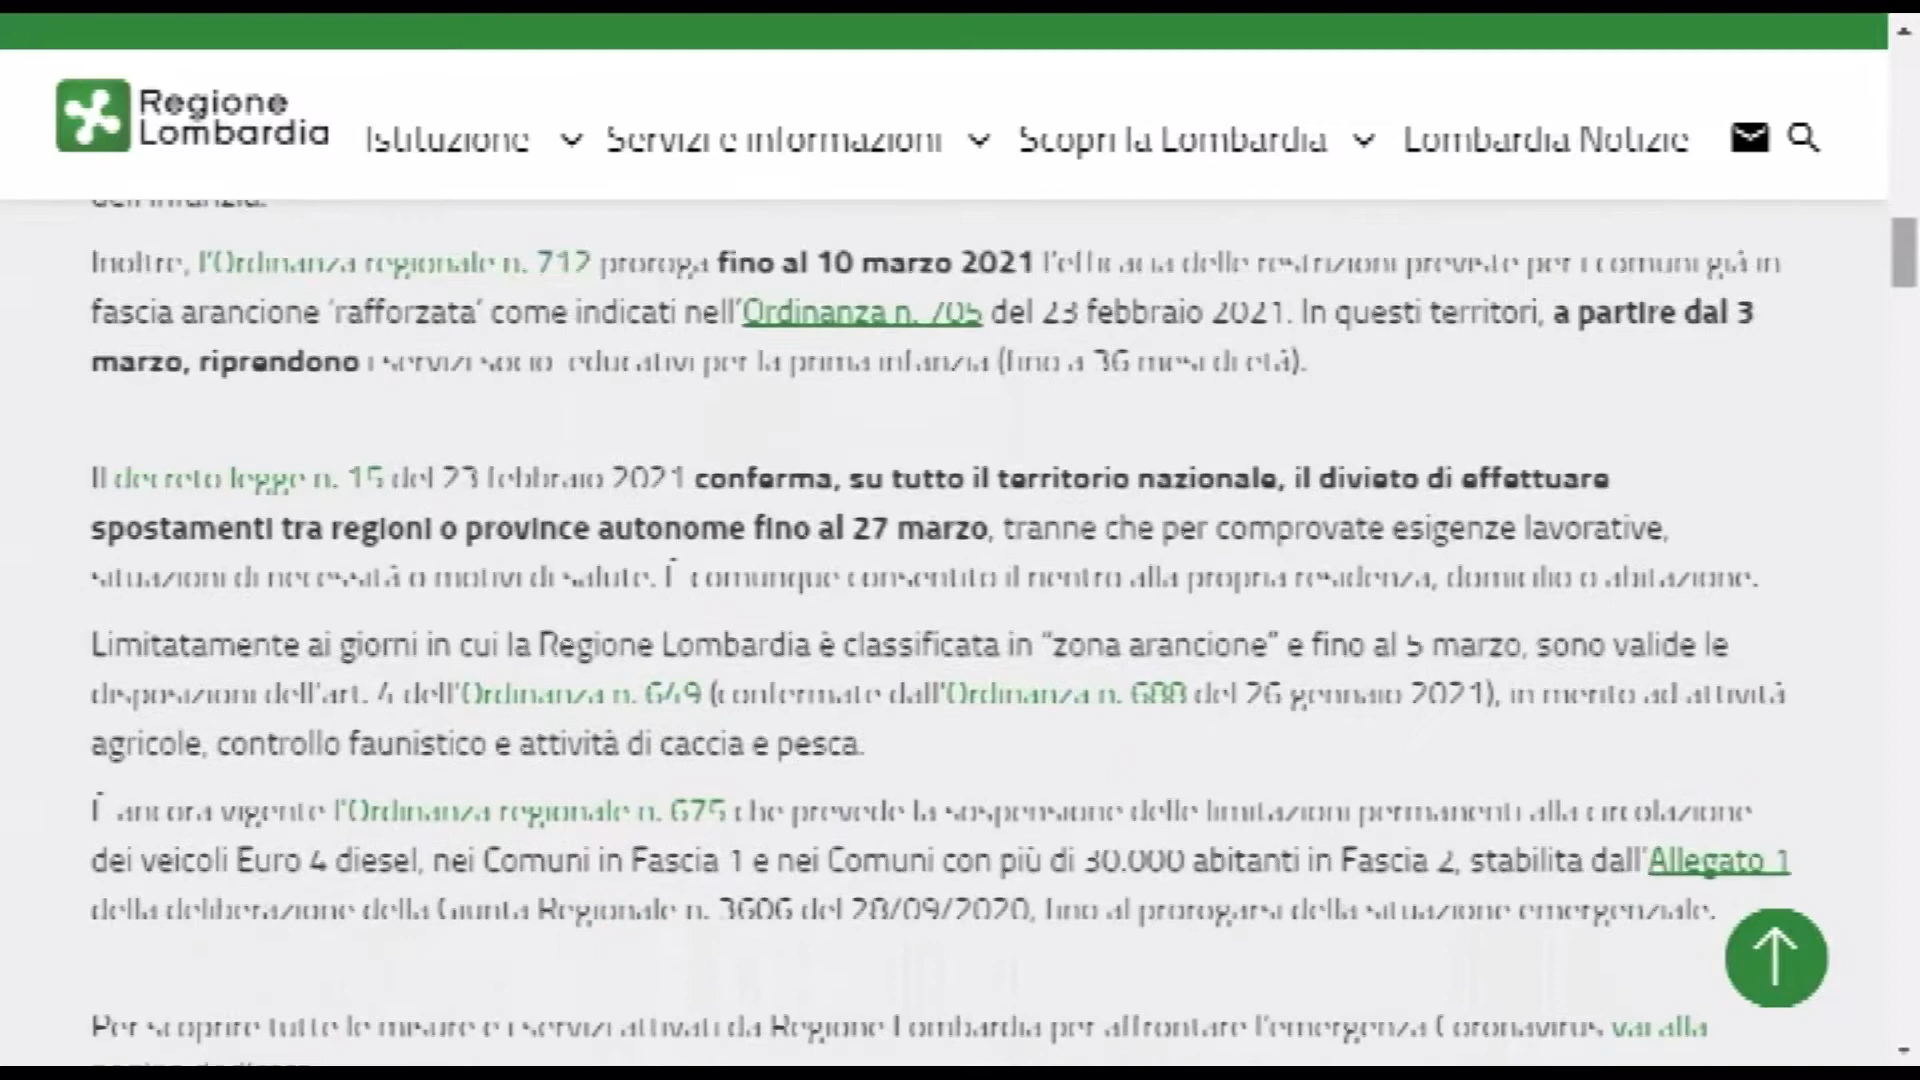 Regione
Lombardia
Istituzione Servizi e informazioni Scopri la Lombardia Lombardia Notizie
dell'infanzia.
Inoltre, l'Ordinanza regionale n. 712 proroga fino al 10 marzo 2021 l'efficacia delle restrizioni previste per i comuni già in
fascia arancione 'rafforzata' come indicati nell'Ordinanza n. 705 del 23 febbraio 2021. In questi territori, a partire dal 3
marzo, riprendono i servizi socio-educativi per la prima infanzia (fino a 36 mesi di età).
Il decreto legge n. 15 del 23 febbraio 2021 conferma, su tutto il territorio nazionale, il divieto di effettuare
spostamenti tra regioni o province autonome fino al 27 marzo, tranne che per comprovate esigenze lavorative,
situazioni di necessità o motivi di salute. È comunque consentito il rientro alla propria residenza, domicilio o abitazione.
Limitatamente ai giorni in cui la Regione Lombardia è classificata in "zona arancione" e fino al 5 marzo, sono valide le
disposizioni dell'art. 4 dell'Ordinanza n. 649 (confermate dall'Ordinanza n. 688 del 26 gennaio 2021), in merito ad attività
agricole, controllo faunistico e attività di caccia e pesca.
È ancora vigente l'Ordinanza regionale n. 675 che prevede la sospensione delle limitazioni permanenti alla circolazione
dei veicoli Euro 4 diesel, nei Comuni in Fascia 1 e nei Comuni con più di 30.000 abitanti in Fascia 2, stabilita dall'Allegato 1
della deliberazione della Giunta Regionale n. 3606 del 28/09/2020, fino al prorogarsi della situazione emergenziale.
Per scoprire tutte le misure e i servizi attivati da Regione Lombardia per affrontare l'emergenza Coronavirus vai alla